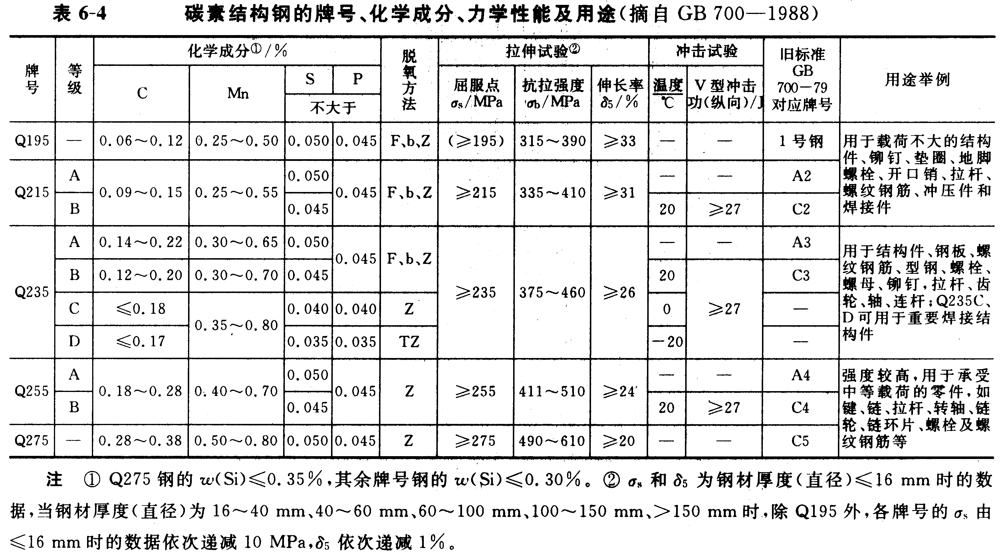 表 6-4 碳素结构钢的牌号、化学成分、力学性能及用途(摘自 GB 700—1988)
牌号 等级 化学成分①/% 脱氧方法 拉伸试验② 冲击试验 旧标准 GB 700—79 对应牌号 用途举例
C Mn S P 屈服点 σs/MPa 抗拉强度 σb/MPa 伸长率 δ5/% 温度 ℃ V 型冲击功(纵向)/J
不大于
Q195 — 0.06~0.12 0.25~0.50 0.050 0.045 F、b、Z (≥195) 315~390 ≥33 — — 1 号钢
用于载荷不大的结构
件、铆钉、垫圈、地脚
螺栓、开口销、拉杆、
螺纹钢筋、冲压件和
焊接件
Q215 A 0.09~0.15 0.25~0.55 0.050 0.045 F、b、Z ≥215 335~410 ≥31 — — A2
B 0.045 20 ≥27 C2
Q235 A 0.14~0.22 0.30~0.65 0.050 0.045 F、b、Z ≥235 375~460 ≥26 — — A3
B 0.12~0.20 0.30~0.70 0.045 20 ≥27 C3
C ≤0.18 0.35~0.80 0.040 0.040 Z 0 —
D ≤0.17 0.035 0.035 TZ —20 —
用于结构件、钢板、螺
纹钢筋、型钢、螺栓、
螺母、铆钉,拉杆、齿
轮、轴、连杆;Q235C、
D 可用于重要焊接结
构件
Q255 A 0.18~0.28 0.40~0.70 0.050 0.045 Z ≥255 411~510 ≥24 — — A4
B 0.045 20 ≥27 C4
Q275 — 0.28~0.38 0.50~0.80 0.050 0.045 Z ≥275 490~610 ≥20 — — C5
强度较高,用于承受
中等载荷的零件,如
键、链、拉杆、转轴、链
轮、链环片、螺栓及螺
纹钢筋等
注 ① Q275 钢的 w(Si)≤0.35%,其余牌号钢的 w(Si)≤0.30%。② σs 和 δ5 为钢材厚度(直径)≤16 mm 时的数
据,当钢材厚度(直径)为 16~40 mm、40~60 mm、60~100 mm、100~150 mm、>150 mm 时,除 Q195 外,各牌号的 σs 由
≤16 mm 时的数据依次递减 10 MPa,δ5 依次递减 1%。